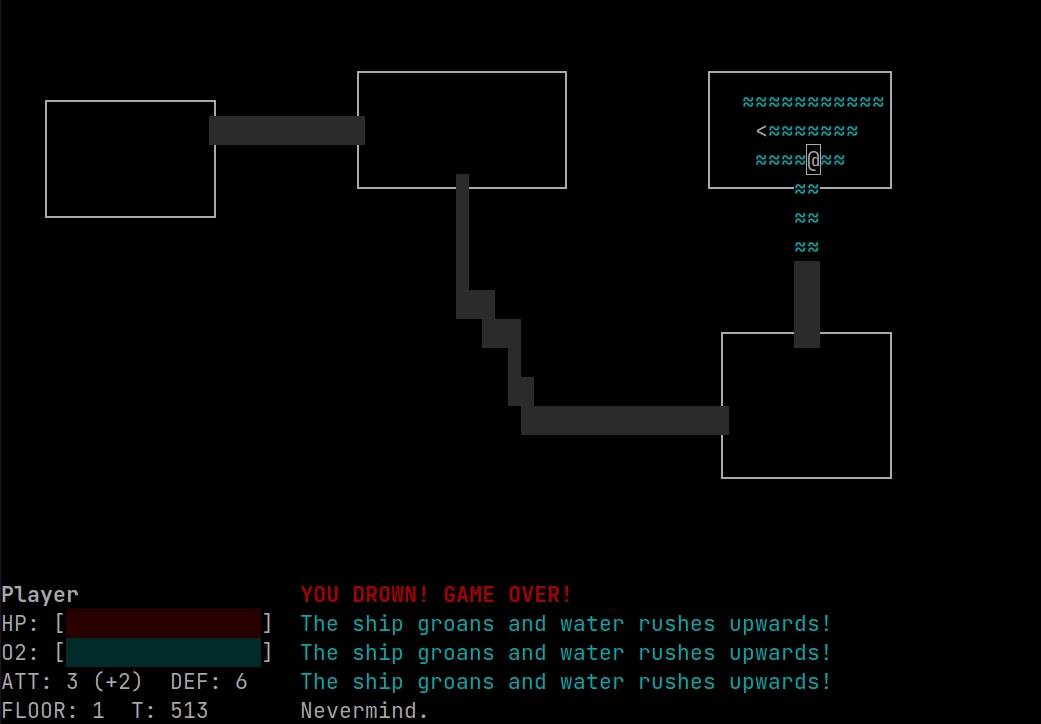 ≈≈≈≈≈≈≈≈≈≈≈
<≈≈≈≈≈≈≈
≈≈≈≈@≈≈
≈≈
≈≈
≈≈
Player
HP: [ ]
O2: [ ]
ATT: 3 (+2) DEF: 6
FLOOR: 1 T: 513
YOU DROWN! GAME OVER!
The ship groans and water rushes upwards!
The ship groans and water rushes upwards!
The ship groans and water rushes upwards!
Nevermind.